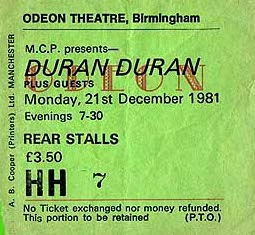 ODEON THEATRE, Birmingham
M.C.P. presents—
DURAN DURAN
PLUS GUESTS
Monday, 21st December 1981
Evenings 7-30
REAR STALLS
£3.50
HH 7
No Ticket exchanged nor money refunded.
This portion to be retained (P.T.O.)
A. B. Cooper (Printers) Ltd. MANCHESTER